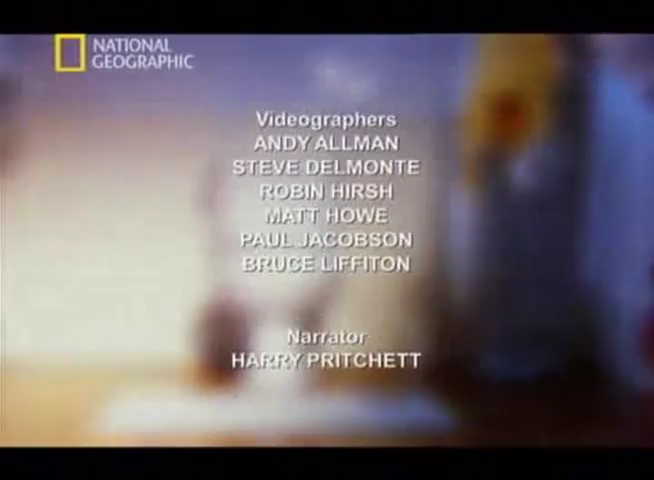 NATIONAL
GEOGRAPHIC
Videographers
ANDY ALLMAN
STEVE DELMONTE
ROBIN HIRSH
MATT HOWE
PAUL JACOBSON
BRUCE LIFFITON
Narrator
HARRY PRITCHETT